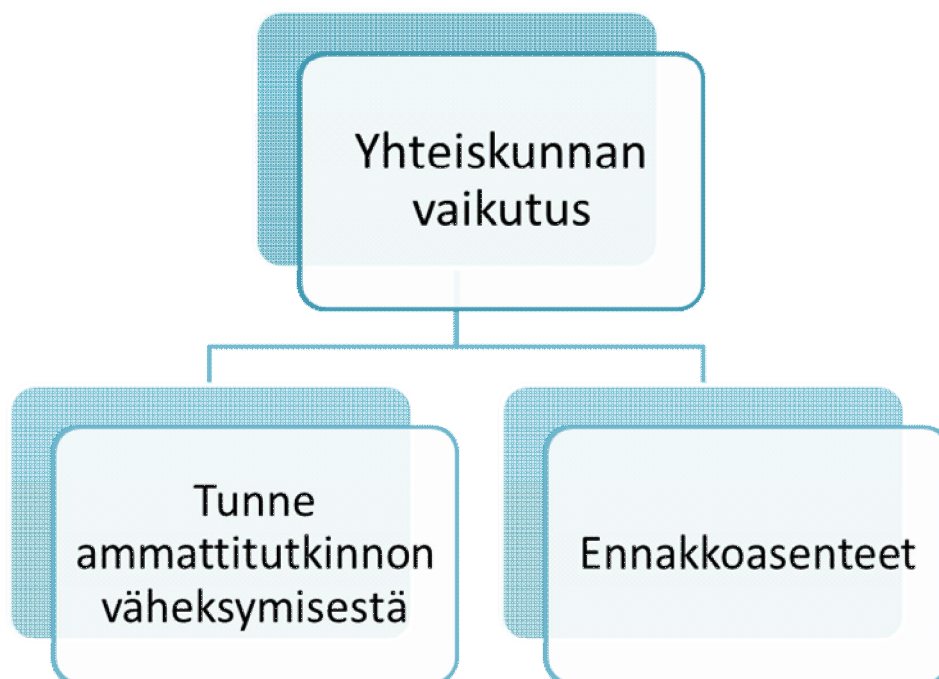 Yhteiskunnan
vaikutus
Tunne
ammattitutkinnon
väheksymisestä
Ennakkoasenteet